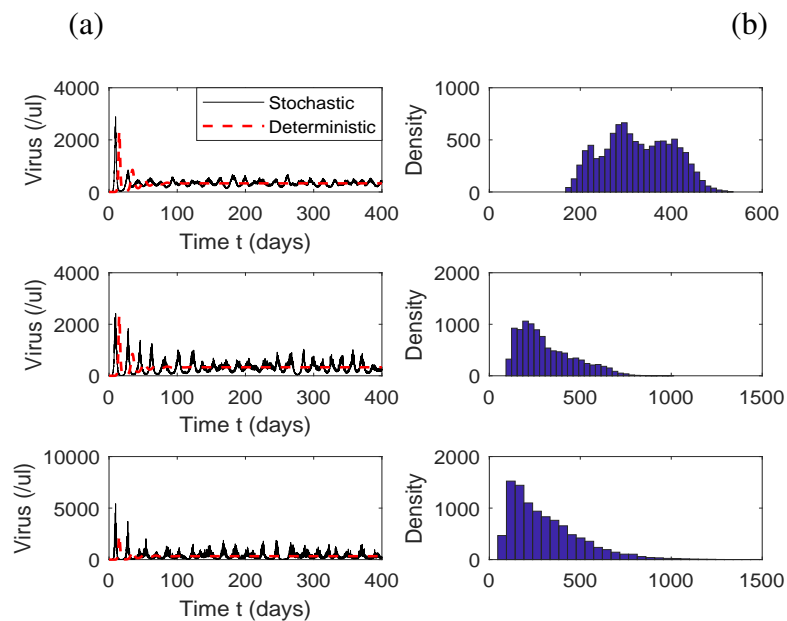 (a)
(b)
4000
2000
0
Virus (/ul)
Stochastic
Deterministic
0 100 200 300 400
Time t (days)
1000
500
0
Density
0 200 400 600
4000
2000
0
Virus (/ul)
0 100 200 300 400
Time t (days)
2000
1000
0
Density
0 500 1000 1500
10000
5000
0
Virus (/ul)
0 100 200 300 400
Time t (days)
2000
1000
0
Density
0 500 1000 1500